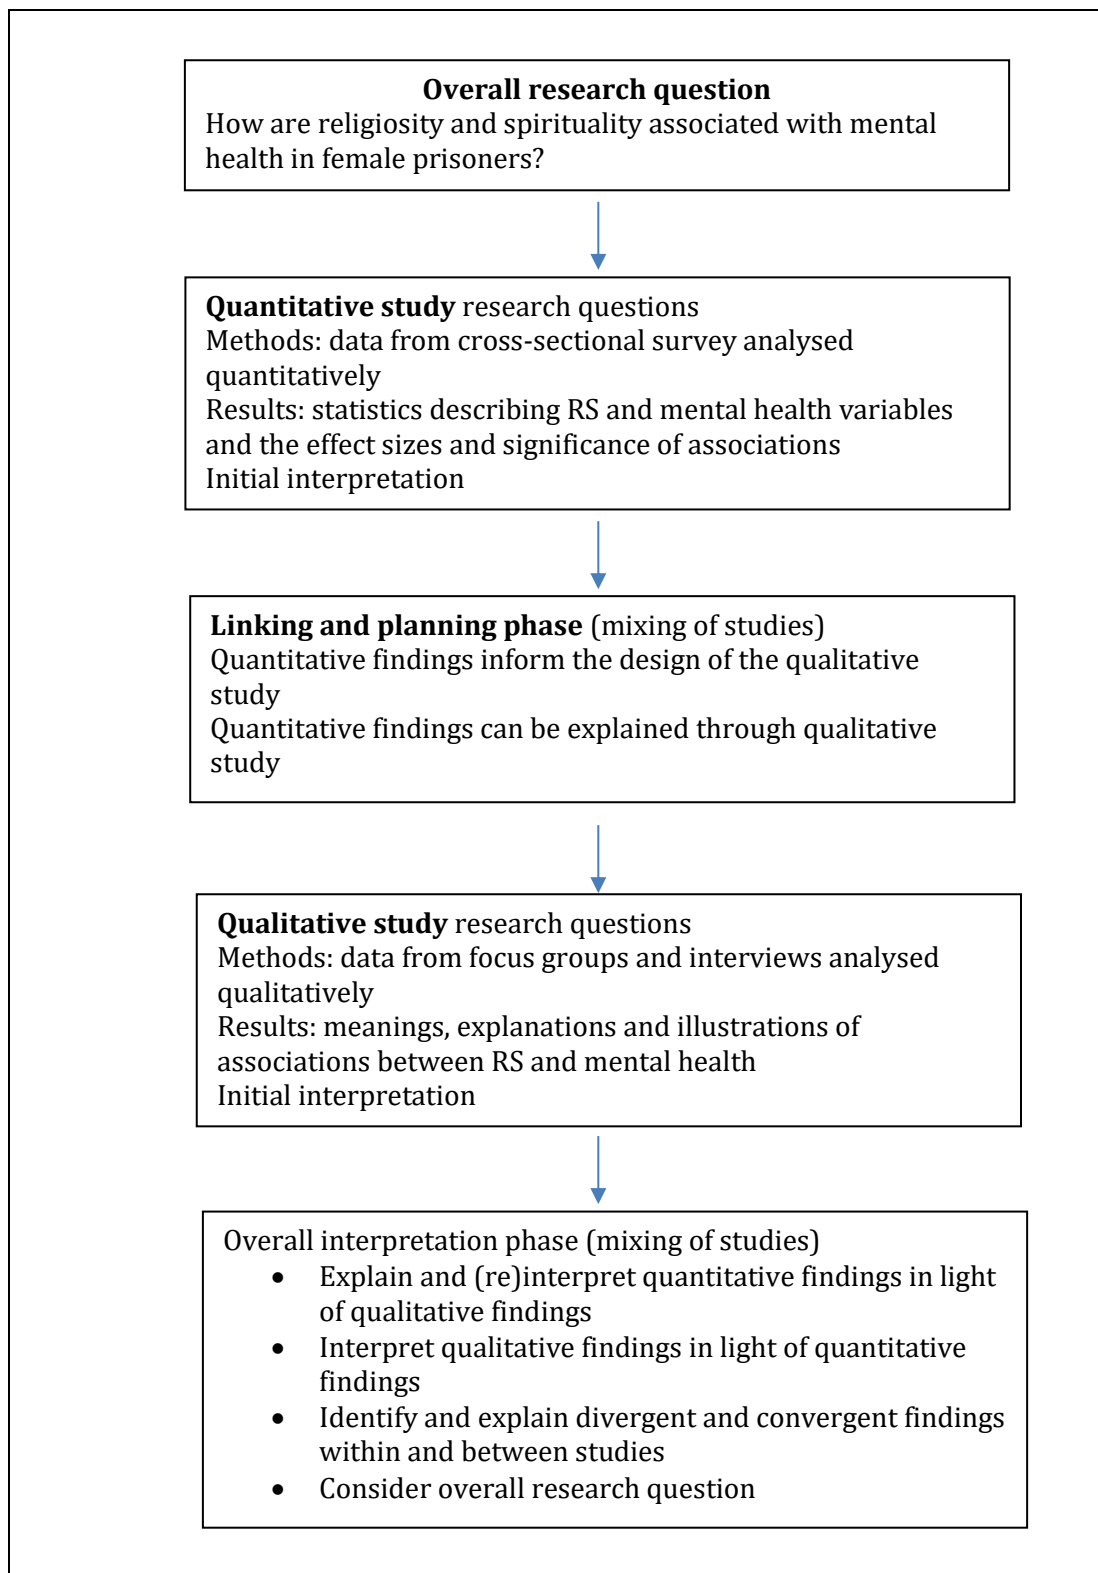 Overall research question
How are religiosity and spirituality associated with mental
health in female prisoners?
Quantitative study research questions
Methods: data from cross-sectional survey analysed
quantitatively
Results: statistics describing RS and mental health variables
and the effect sizes and significance of associations
Initial interpretation
Linking and planning phase (mixing of studies)
Quantitative findings inform the design of the qualitative
study
Quantitative findings can be explained through qualitative
study
Qualitative study research questions
Methods: data from focus groups and interviews analysed
qualitatively
Results: meanings, explanations and illustrations of
associations between RS and mental health
Initial interpretation
Overall interpretation phase (mixing of studies)
• Explain and (re)interpret quantitative findings in light
of qualitative findings
• Interpret qualitative findings in light of quantitative
findings
• Identify and explain divergent and convergent findings
within and between studies
• Consider overall research question